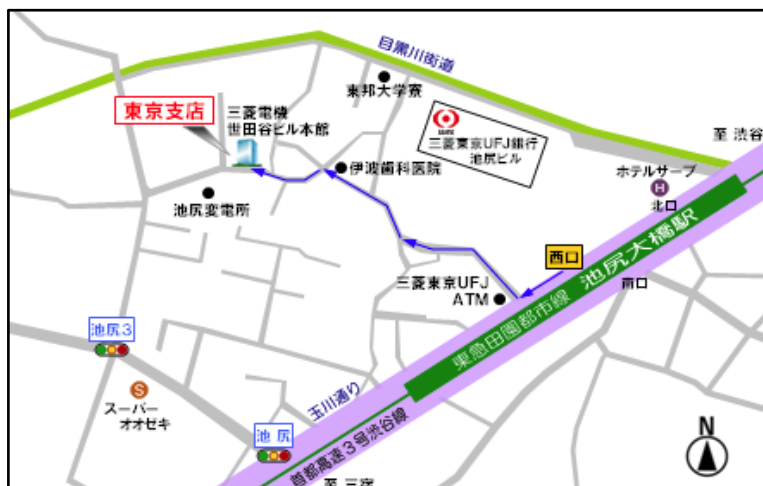 目黒川街道
東邦大学寮
東京支店
三菱電機
世田谷ビル本館
三菱東京UFJ銀行
池尻ビル
至 渋谷
伊波歯科医院
ホテルサーブ
H
北口
池尻変電所
西口
池尻大橋駅
南口
三菱東京UFJ
ATM
東急田園都市線
池尻3
玉川通り
S
スーパー
オオゼキ
池尻
首都高速3号渋谷線
至 三宿
N